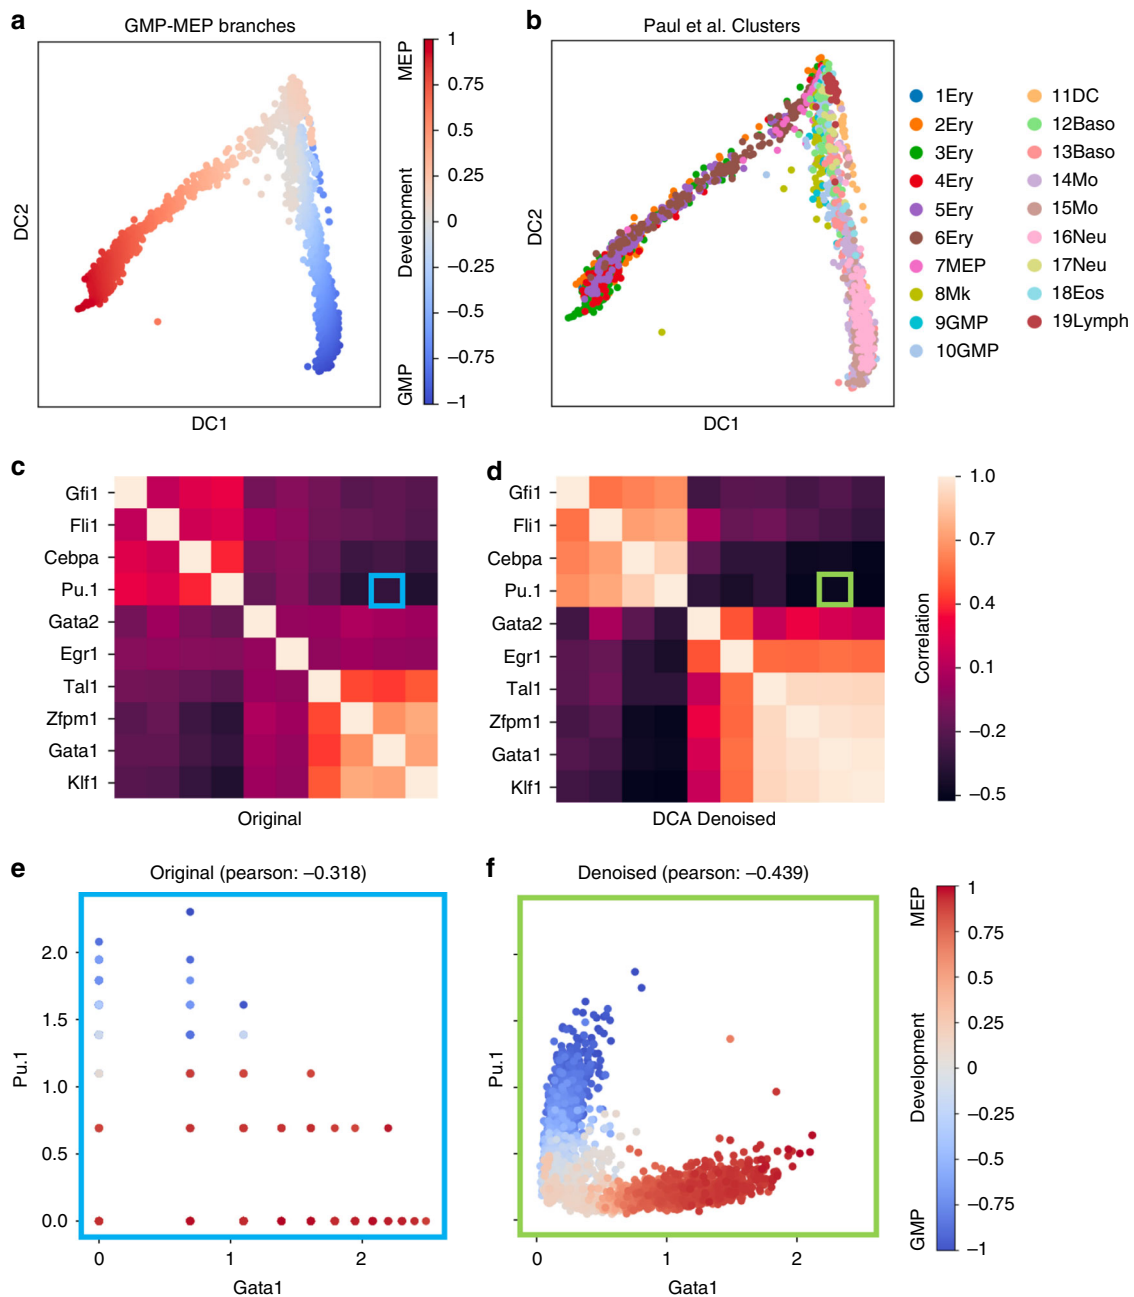 a
GMP-MEP branches
DC2
DC1
MEP
Development
GMP
1
0.75
0.5
0.25
0
−0.25
−0.5
−0.75
−1
b
Paul et al. Clusters
DC2
DC1
1Ery
2Ery
3Ery
4Ery
5Ery
6Ery
7MEP
8Mk
9GMP
10GMP
11DC
12Baso
13Baso
14Mo
15Mo
16Neu
17Neu
18Eos
19Lymph
c
Gfi1
Fli1
Cebpa
Pu.1
Gata2
Egr1
Tal1
Zfpm1
Gata1
Klf1
Original
d
Gfi1
Fli1
Cebpa
Pu.1
Gata2
Egr1
Tal1
Zfpm1
Gata1
Klf1
DCA Denoised
Correlation
1.0
0.7
0.4
0.1
−0.2
−0.5
e
Original (pearson: −0.318)
Pu.1
2.0
1.5
1.0
0.5
0.0
0
1
2
Gata1
f
Denoised (pearson: −0.439)
Pu.1
0
1
2
Gata1
MEP
Development
GMP
1
0.75
0.5
0.25
0
−0.25
−0.5
−0.75
−1